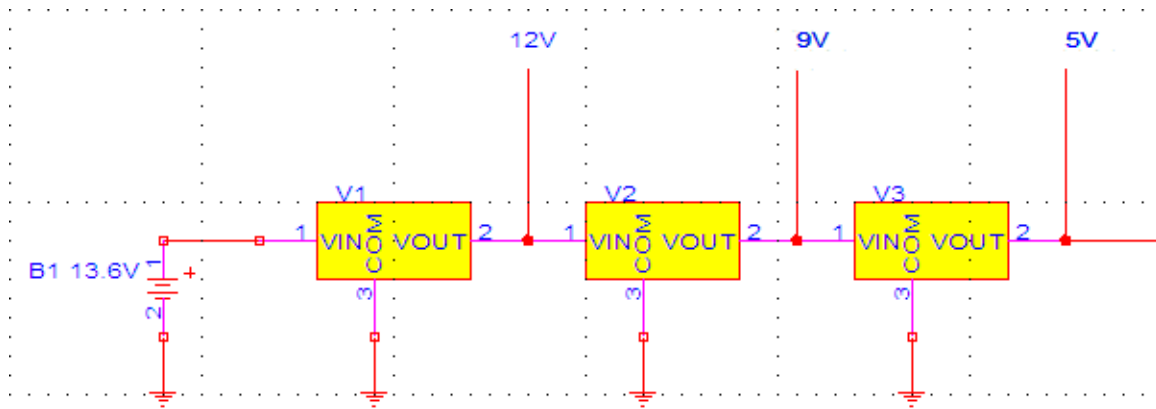 12V
9V
5V
V1
V2
V3
1 VIN COM VOUT 2
1 VIN COM VOUT 2
1 VIN COM VOUT 2
B1 13.6V 1 +
2
3
3
3